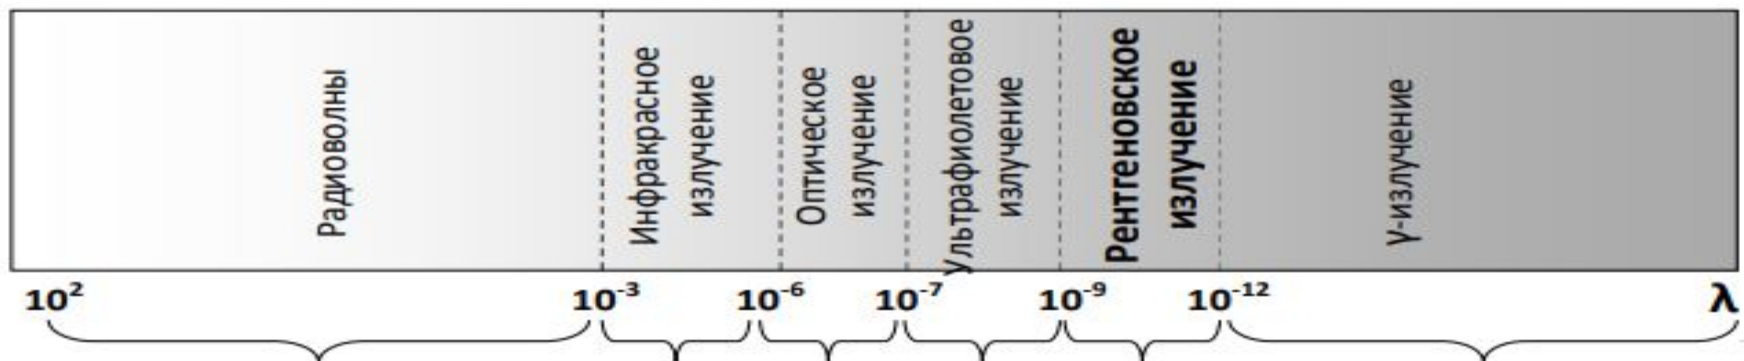 Радиоволны
Инфракрасное
излучение
Оптическое
излучение
Ультрафиолетовое
излучение
Рентгеновское
излучение
γ-излучение
10² 10⁻³ 10⁻⁶ 10⁻⁷ 10⁻⁹ 10⁻¹² λ